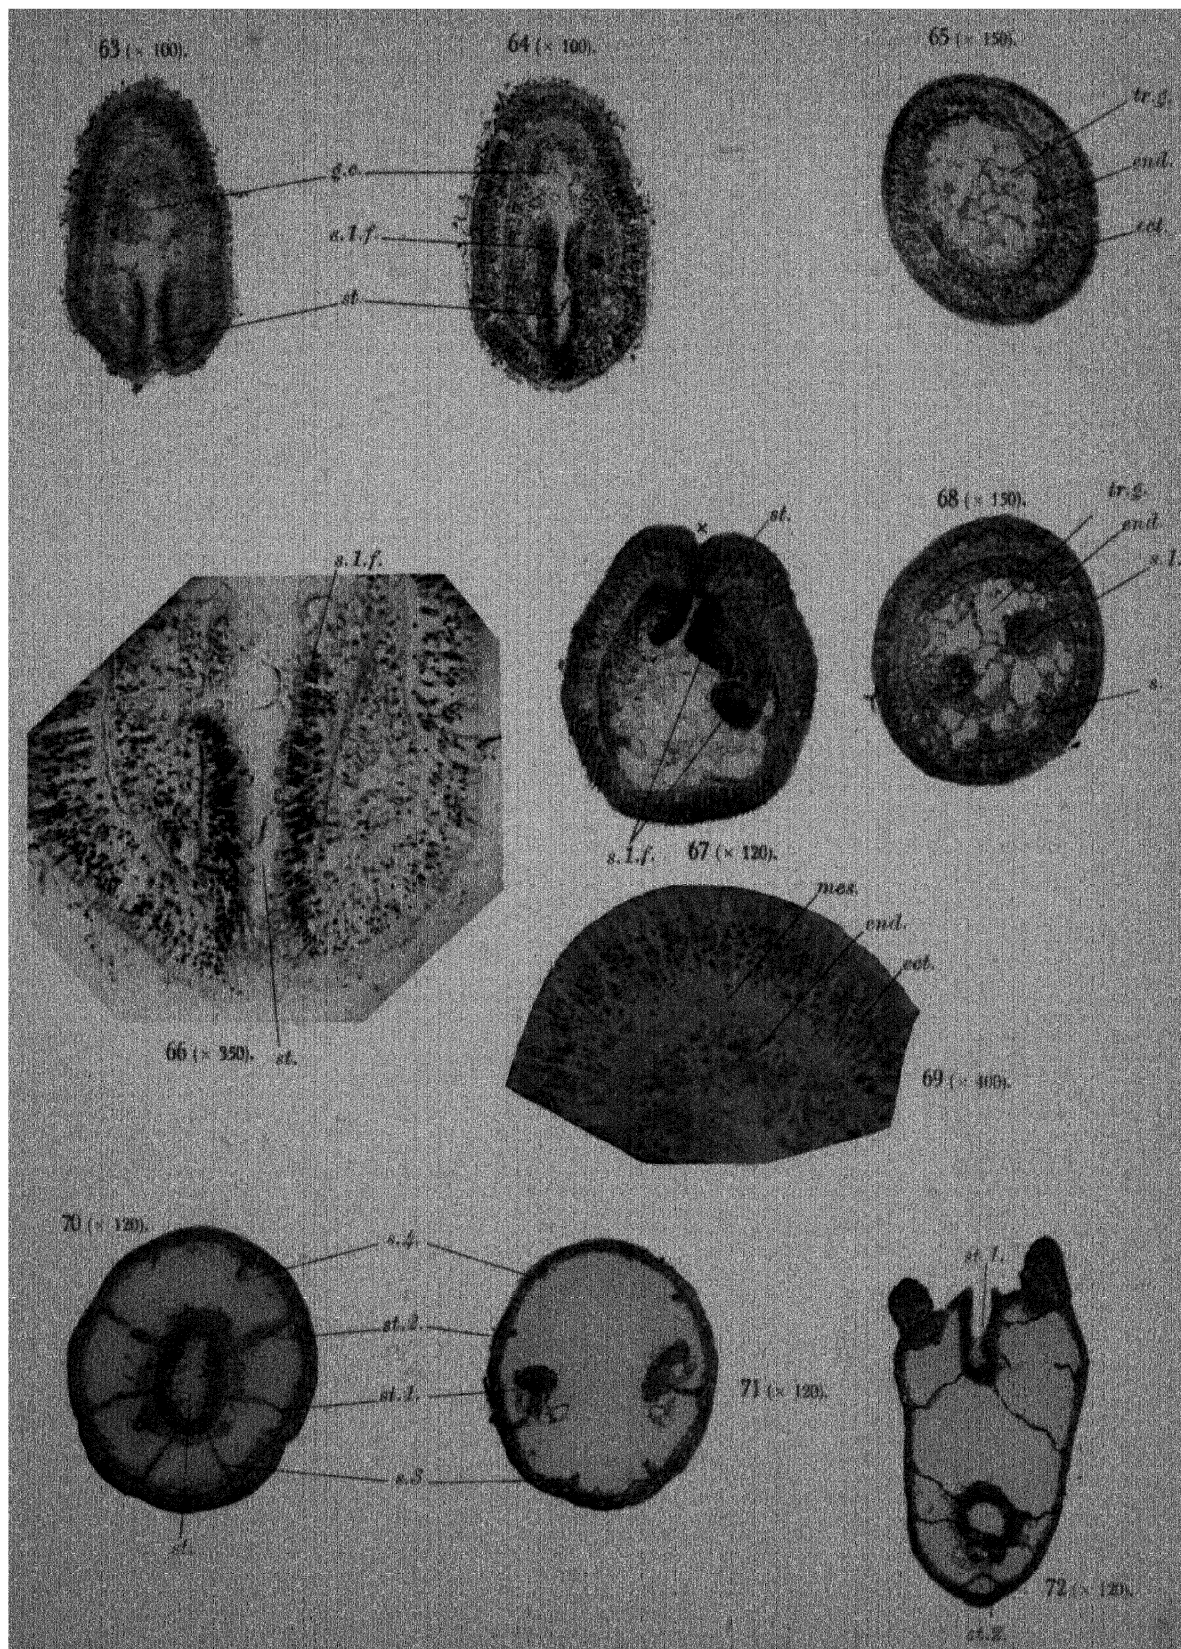 63 (× 100).
64 (× 100).
65 (× 150).
tr.g.
g.c.
end.
s.1.f.
ect.
st.
68 (× 150).
tr.g.
st.
end.
s.1.f.
s.1.
s.
s.1.f.
67 (× 120).
mes.
end.
ect.
66 (× 350).
st.
69 (× 400).
70 (× 120).
s.4.
st.1.
st.1.
71 (× 120).
s.3
st.
72 (× 120).
st.2.